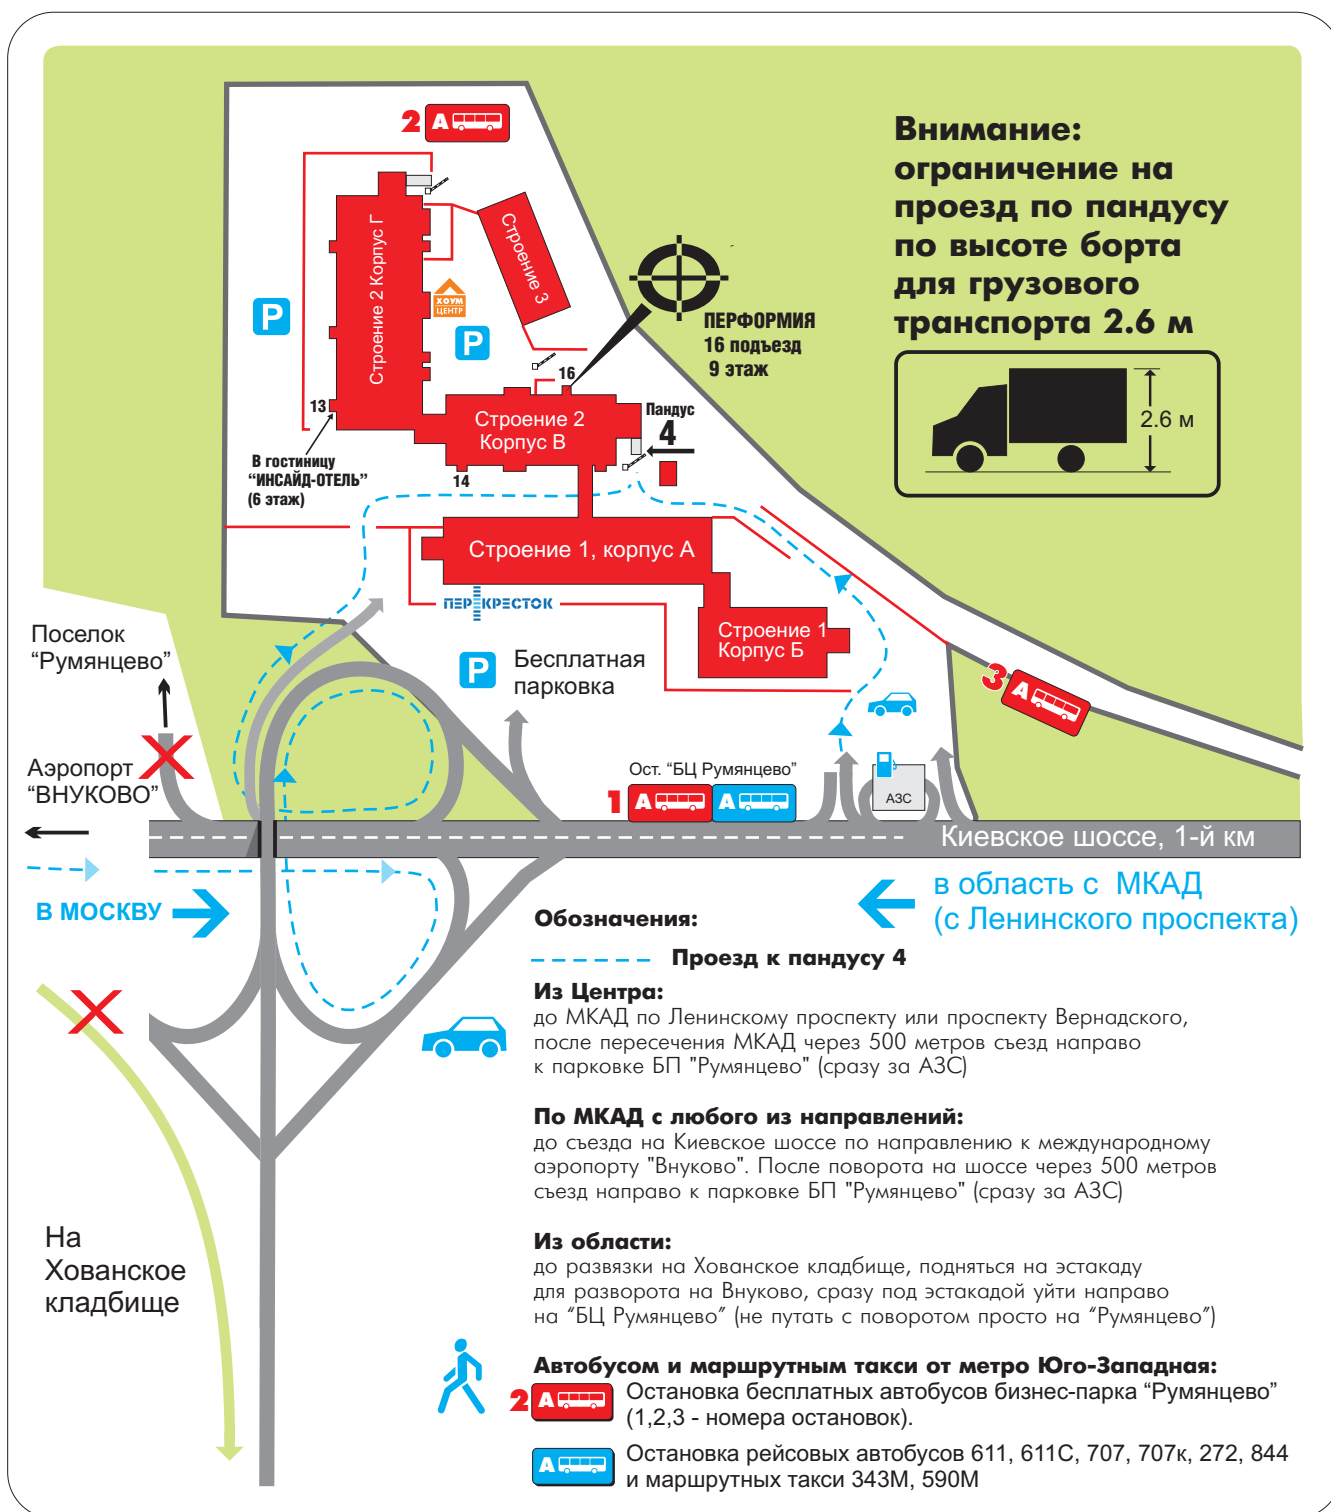 2 А
Внимание:
ограничение на
проезд по пандусу
по высоте борта
для грузового
транспорта 2.6 м
2.6 м
Строение 2 Корпус Г
Строение 3
ХОУМ
ЦЕНТР
P
P
ПЕРФОРМИЯ
16 подъезд
9 этаж
16
13
Строение 2
Корпус В
Пандус
4
В гостиницу
“ИНСАЙД-ОТЕЛЬ”
(6 этаж)
14
Строение 1, корпус А
ПЕРЕКРЕСТОК
Строение 1
Корпус Б
Поселок
“Румянцево”
P Бесплатная
парковка
3 А
Аэропорт
“ВНУКОВО”
Ост. “БЦ Румянцево”
1 А А
АЗС
Киевское шоссе, 1-й км
В МОСКВУ
в область с МКАД
(с Ленинского проспекта)
Обозначения:
Проезд к пандусу 4
Из Центра:
до МКАД по Ленинскому проспекту или проспекту Вернадского,
после пересечения МКАД через 500 метров съезд направо
к парковке БП "Румянцево" (сразу за АЗС)
По МКАД с любого из направлений:
до съезда на Киевское шоссе по направлению к международному
аэропорту "Внуково". После поворота на шоссе через 500 метров
съезд направо к парковке БП "Румянцево" (сразу за АЗС)
На
Хованское
кладбище
Из области:
до развязки на Хованское кладбище, подняться на эстакаду
для разворота на Внуково, сразу под эстакадой уйти направо
на “БЦ Румянцево” (не путать с поворотом просто на “Румянцево”)
Автобусом и маршрутным такси от метро Юго-Западная:
2 А Остановка бесплатных автобусов бизнес-парка “Румянцево”
(1,2,3 - номера остановок).
А Остановка рейсовых автобусов 611, 611С, 707, 707к, 272, 844
и маршрутных такси 343М, 590М